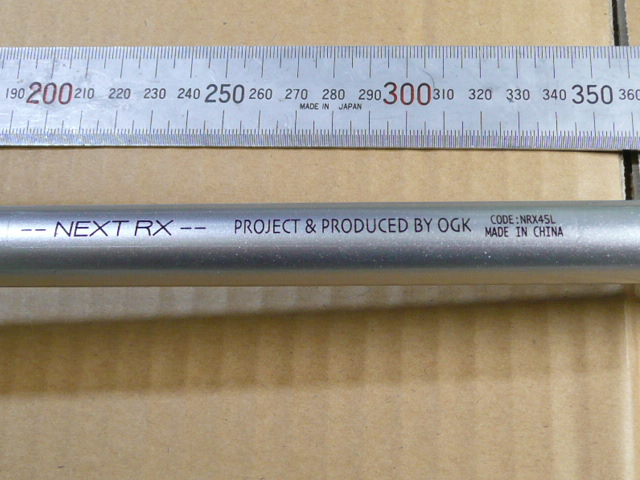 190 200 210 220 230 240 250 260 270 280 290 300 310 320 330 340 350 360
MADE IN JAPAN
-- NEXT RX -- PROJECT & PRODUCED BY OGK
CODE:NRX45L
MADE IN CHINA